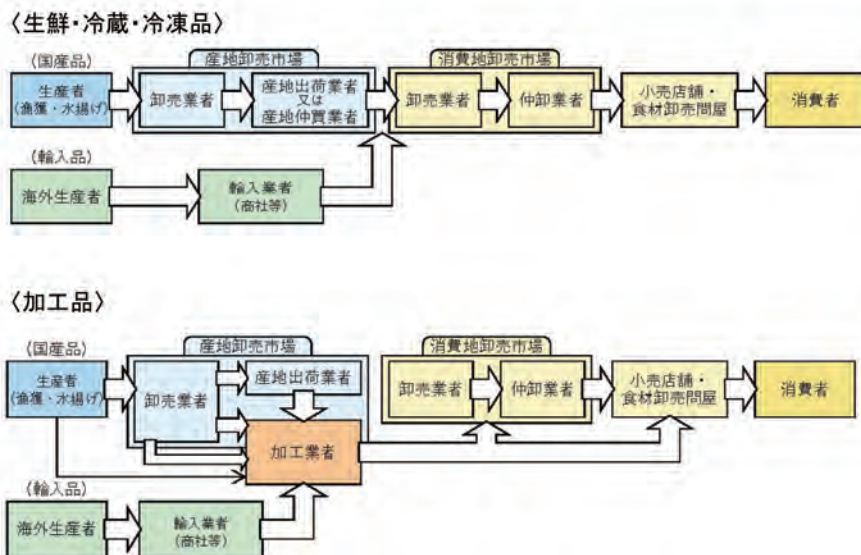 〈生鮮・冷蔵・冷凍品〉
(国産品)
産地卸売市場
消費地卸売市場
生産者
(漁獲・水揚げ)
卸売業者
産地出荷業者
又は
産地仲買業者
卸売業者
仲卸業者
小売店舗・
食材卸売問屋
消費者
(輸入品)
海外生産者
輸入業者
(商社等)
〈加工品〉
(国産品)
産地卸売市場
消費地卸売市場
生産者
(漁獲・水揚げ)
卸売業者
産地出荷業者
加工業者
卸売業者
仲卸業者
小売店舗・
食材卸売問屋
消費者
(輸入品)
海外生産者
輸入業者
(商社等)